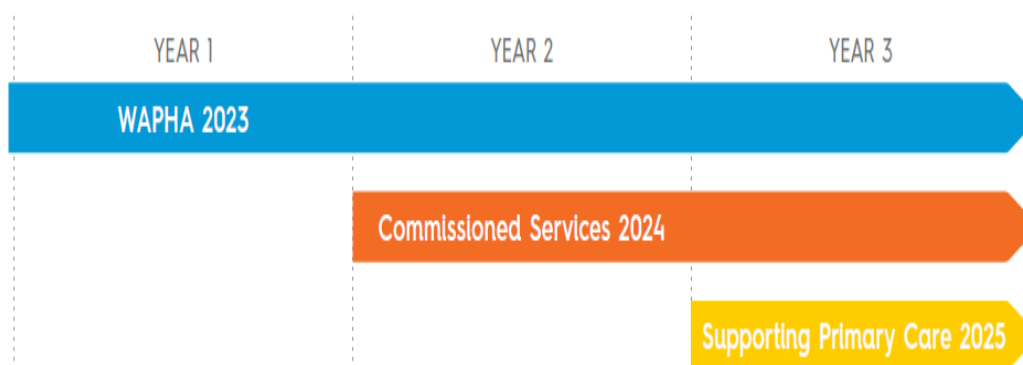 YEAR 1 YEAR 2 YEAR 3
WAPHA 2023
Commissioned Services 2024
Supporting Primary Care 2025